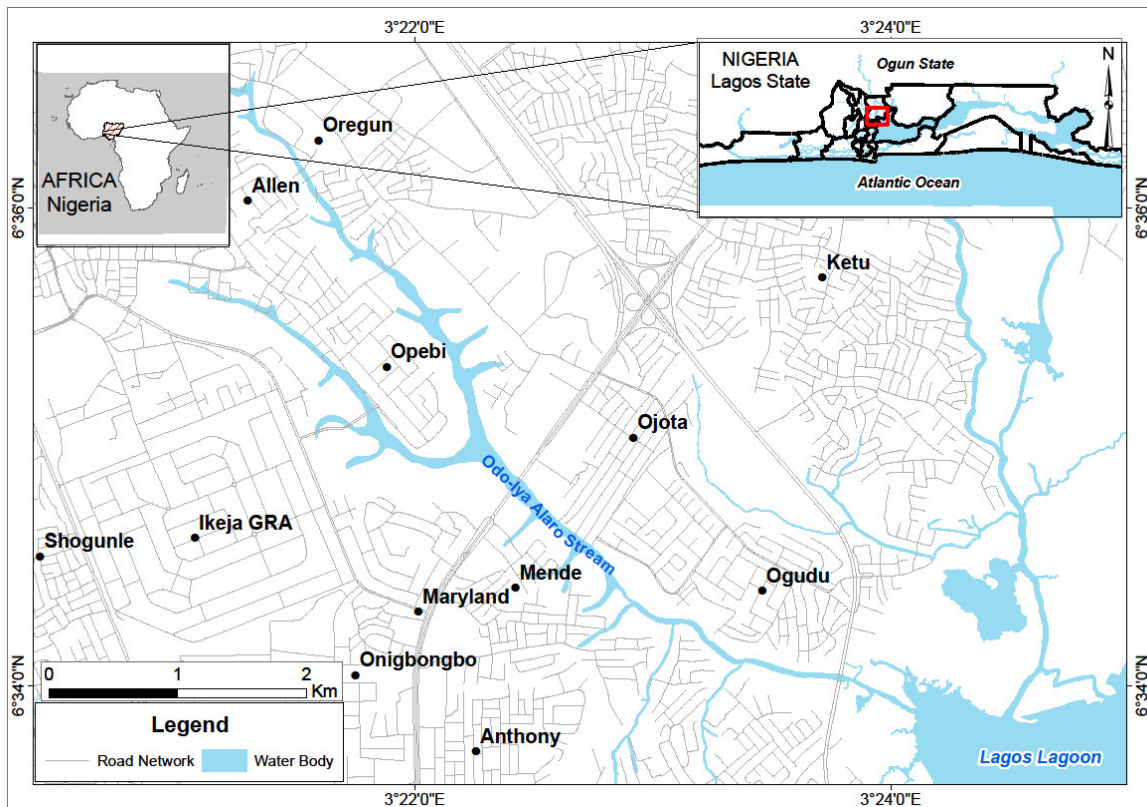 3°22'0"E
3°24'0"E
AFRICA
Nigeria
NIGERIA
Lagos State
Ogun State
N
Atlantic Ocean
6°36'0"N
6°36'0"N
Oregun
Allen
Ketu
Opebi
Ojota
Odo-Iya Alaro Stream
Ikeja GRA
Shogunle
Mende
Ogudu
Maryland
Onigbongbo
0 1 2
Km
6°34'0"N
6°34'0"N
Legend
Road Network
Water Body
Anthony
Lagos Lagoon
3°22'0"E
3°24'0"E